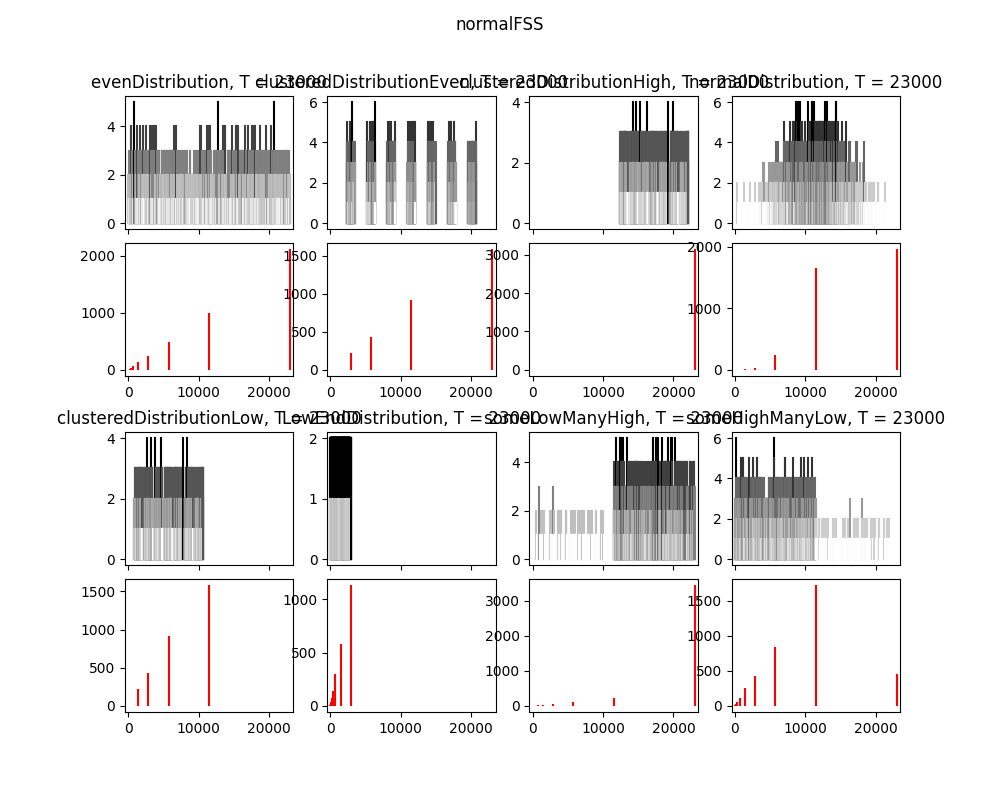 normalFSS
evenDistribution, T = 23000 clusteredDistributionEven, T = 23000 clusteredDistributionHigh, T = 23000 normalDistribution, T = 23000
4 6 4 6
4 4
2 2 2 2
0 0 0 0
2000 1500 3000 2000
1000 1000 2000 1000
500 1000
0 0 0 0
0 10000 20000 0 10000 20000 0 10000 20000 0 10000 20000
clusteredDistributionLow, T = 23000 LowEndDistribution, T = 23000 someLowManyHigh, T = 23000 someHighManyLow, T = 23000
4 2 4 6
4
2 1 2 2
0 0 0 0
1500 1000 3000 1500
1000 500 2000 1000
500 1000 500
0 0 0 0
0 10000 20000 0 10000 20000 0 10000 20000 0 10000 20000